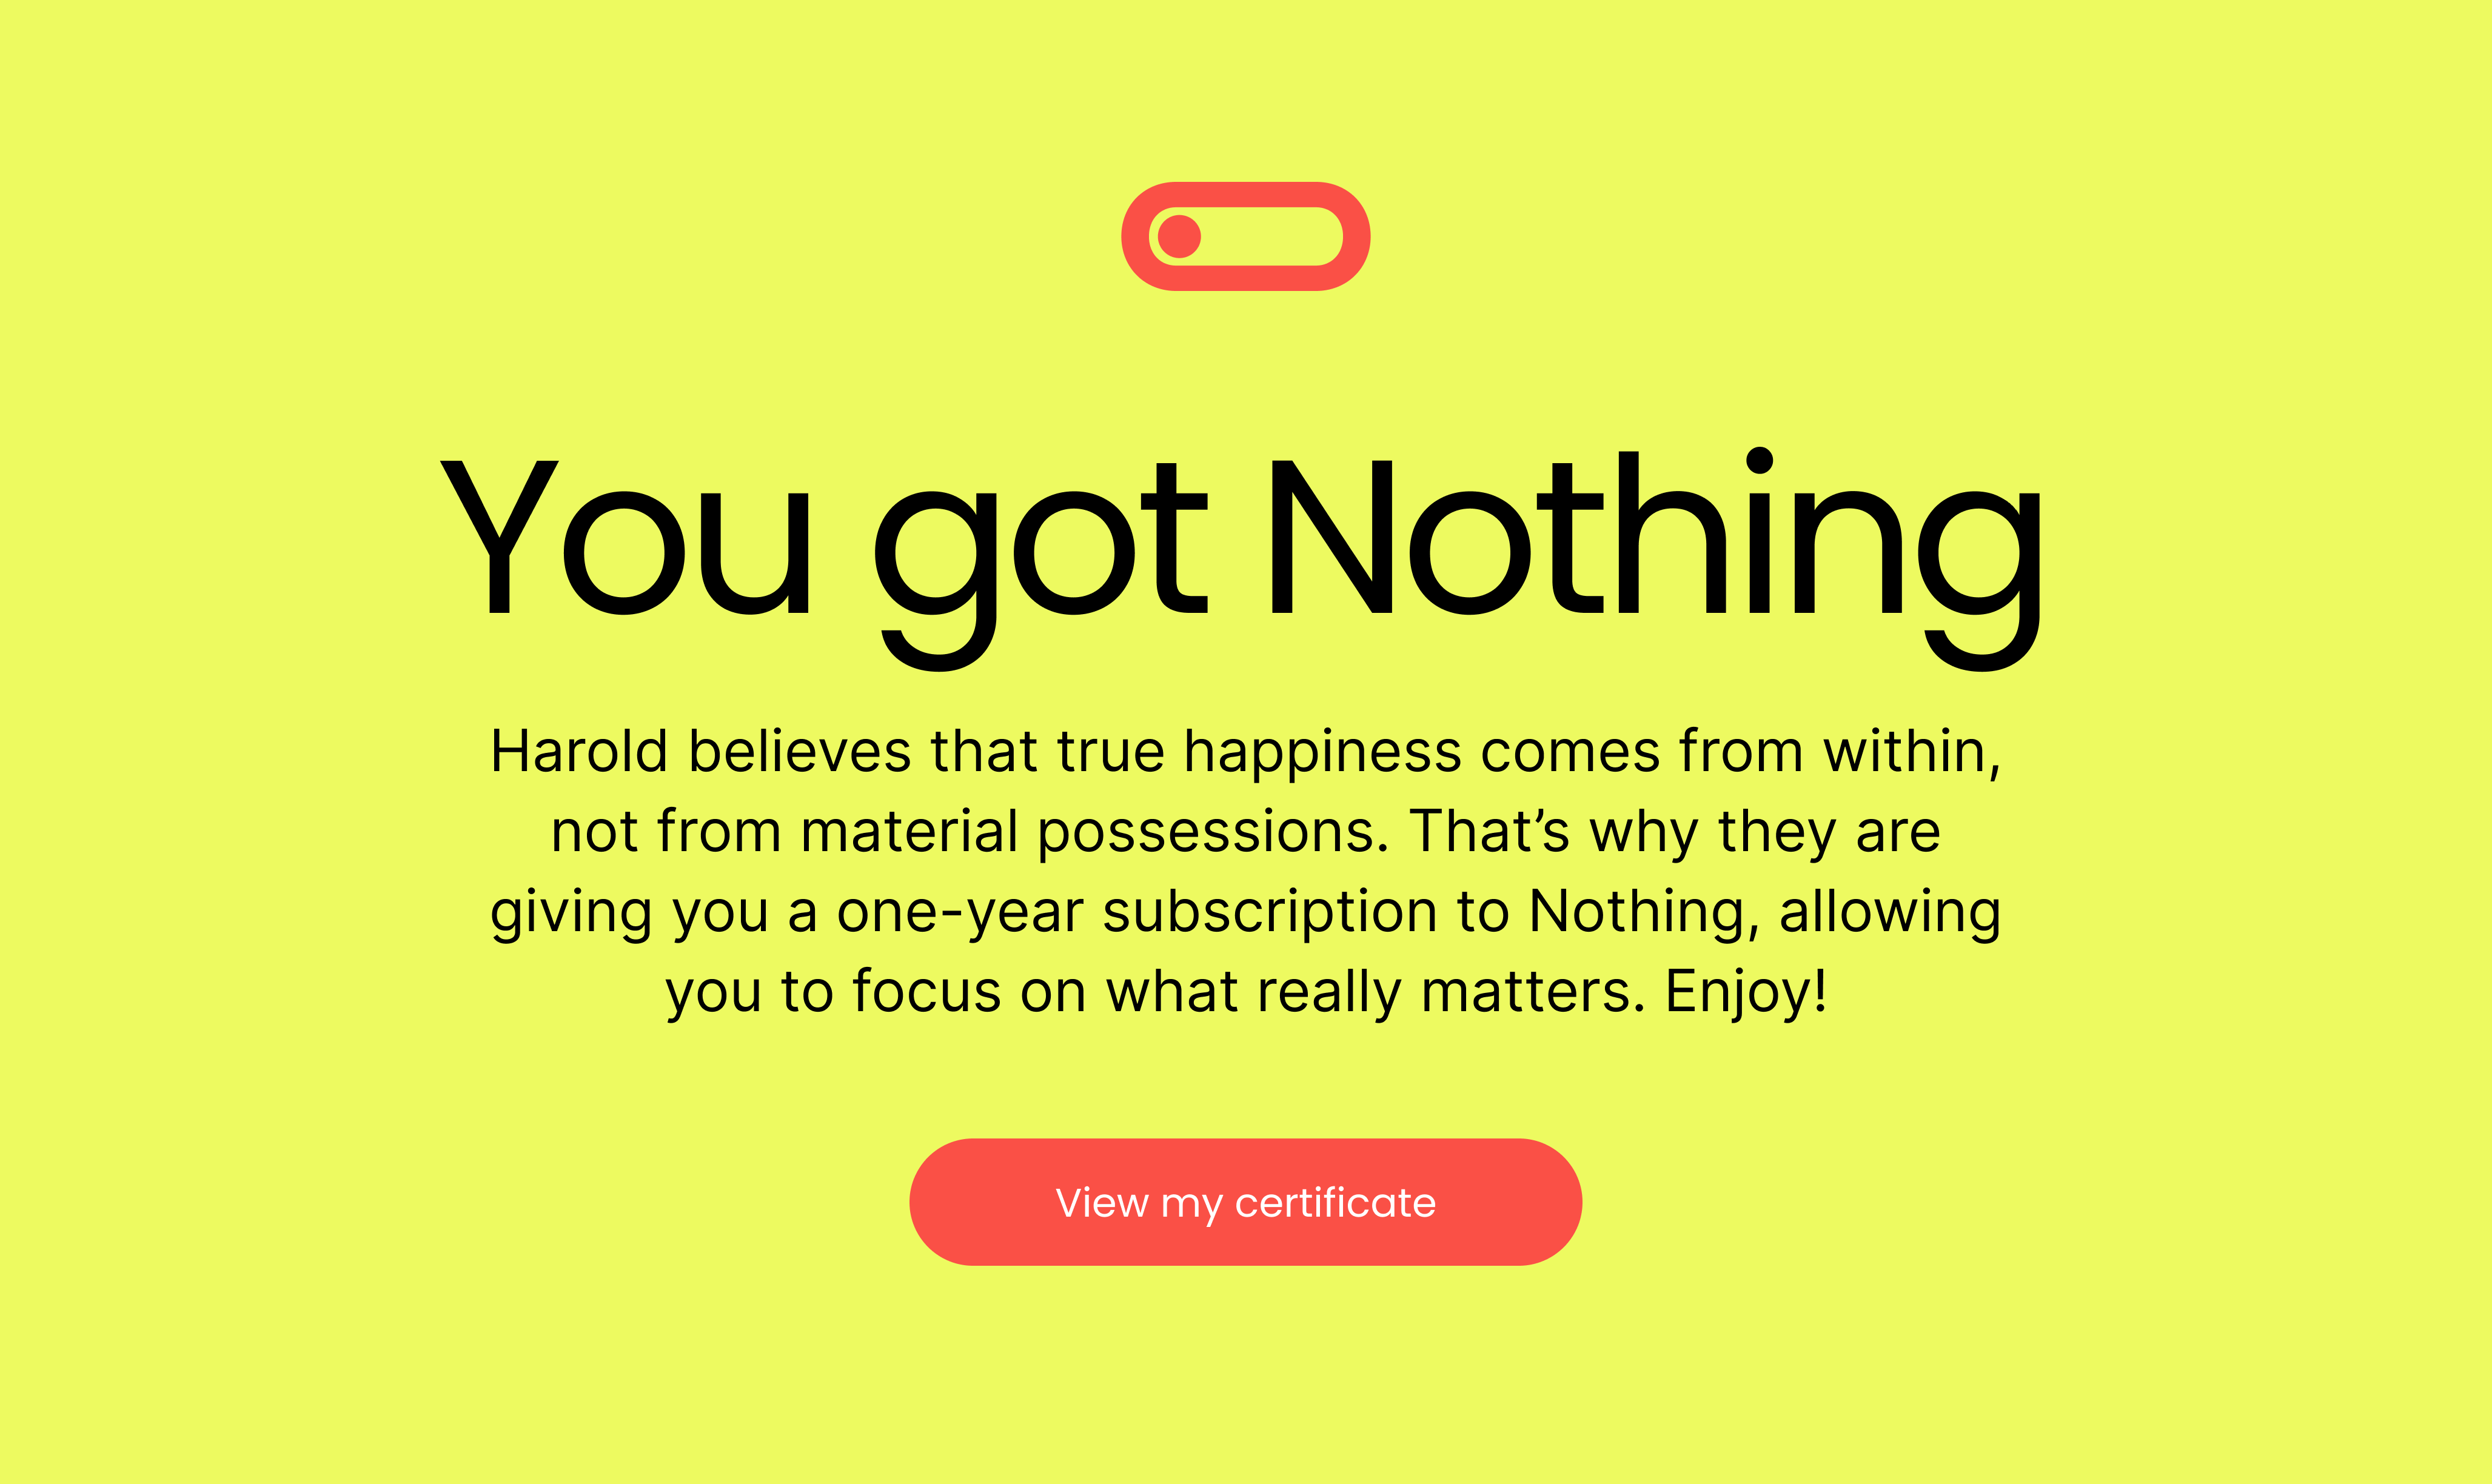 You got Nothing
Harold believes that true happiness comes from within,
not from material possessions. That’s why they are
giving you a one-year subscription to Nothing, allowing
you to focus on what really matters. Enjoy!
View my certificate